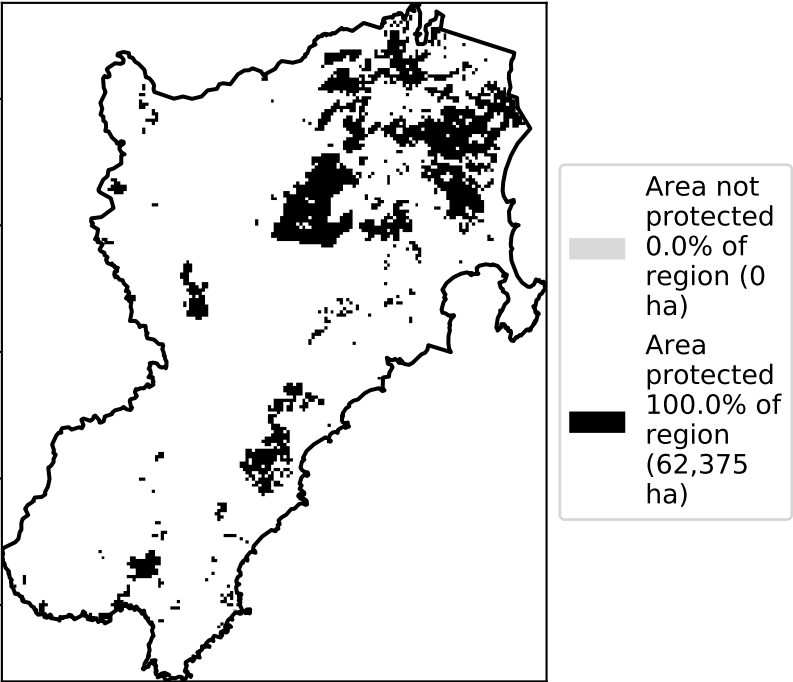 Area not
protected
0.0% of
region (0
ha)
Area
protected
100.0% of
region
(62,375
ha)